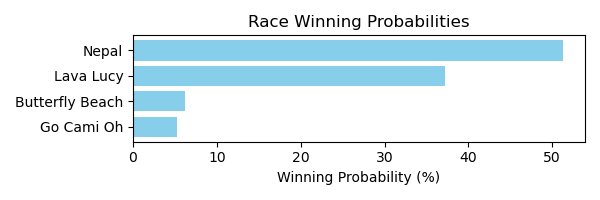 Race Winning Probabilities
Nepal
Lava Lucy
Butterfly Beach
Go Cami Oh
0 10 20 30 40 50
Winning Probability (%)